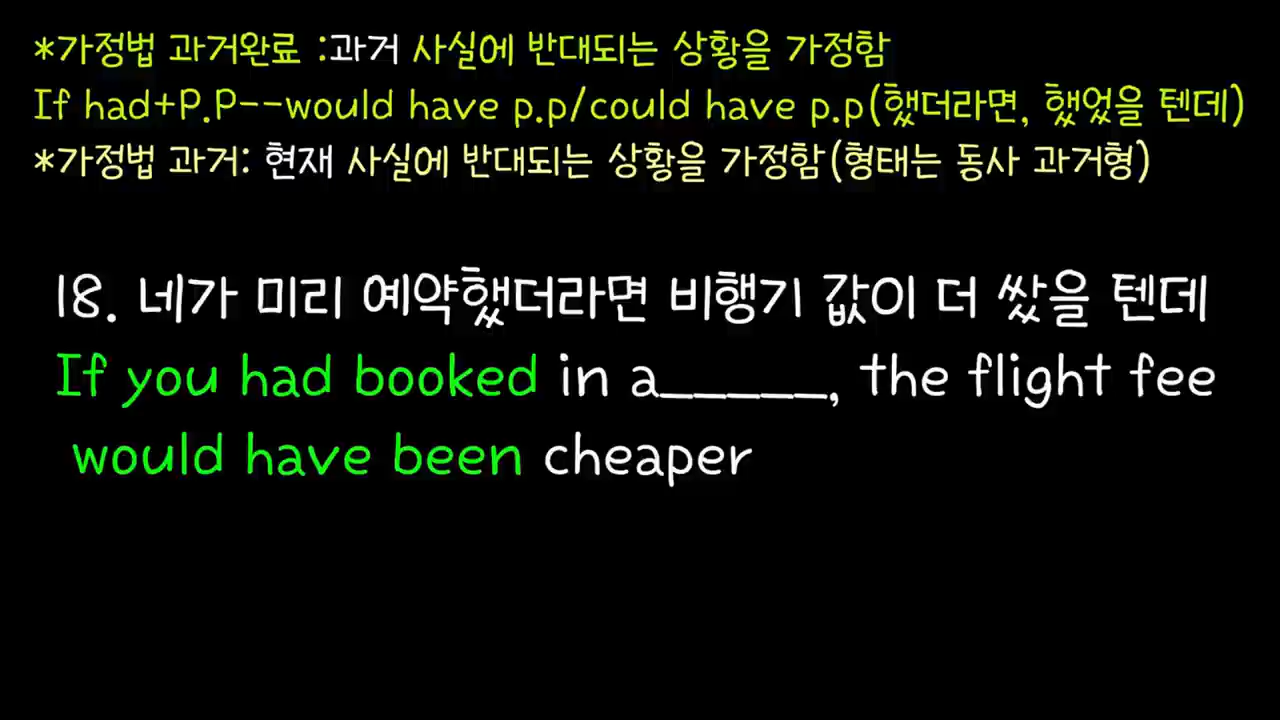 *가정법 과거완료 :과거 사실에 반대되는 상황을 가정함
If had+P.P--would have p.p/could have p.p(했더라면, 했었을 텐데)
*가정법 과거: 현재 사실에 반대되는 상황을 가정함(형태는 동사 과거형)
18. 네가 미리 예약했더라면 비행기 값이 더 쌌을 텐데
If you had booked in a_____, the flight fee
would have been cheaper